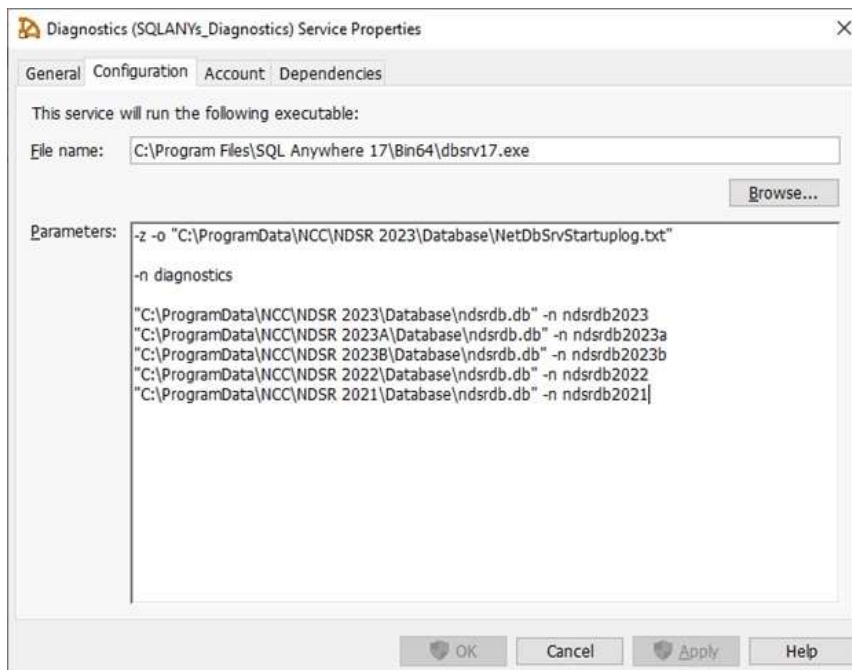 Diagnostics (SQLANYs_Diagnostics) Service Properties
General Configuration Account Dependencies
This service will run the following executable:
File name: C:\Program Files\SQL Anywhere 17\Bin64\dbsrv17.exe
Browse...
Parameters: -z -o "C:\ProgramData\NCC\NDSR 2023\Database\NetDbSrvStartuplog.txt"
-n diagnostics
"C:\ProgramData\NCC\NDSR 2023\Database\ndsrdb.db" -n ndsrdb2023
"C:\ProgramData\NCC\NDSR 2023A\Database\ndsrdb.db" -n ndsrdb2023a
"C:\ProgramData\NCC\NDSR 2023B\Database\ndsrdb.db" -n ndsrdb2023b
"C:\ProgramData\NCC\NDSR 2022\Database\ndsrdb.db" -n ndsrdb2022
"C:\ProgramData\NCC\NDSR 2021\Database\ndsrdb.db" -n ndsrdb2021
OK Cancel Apply Help